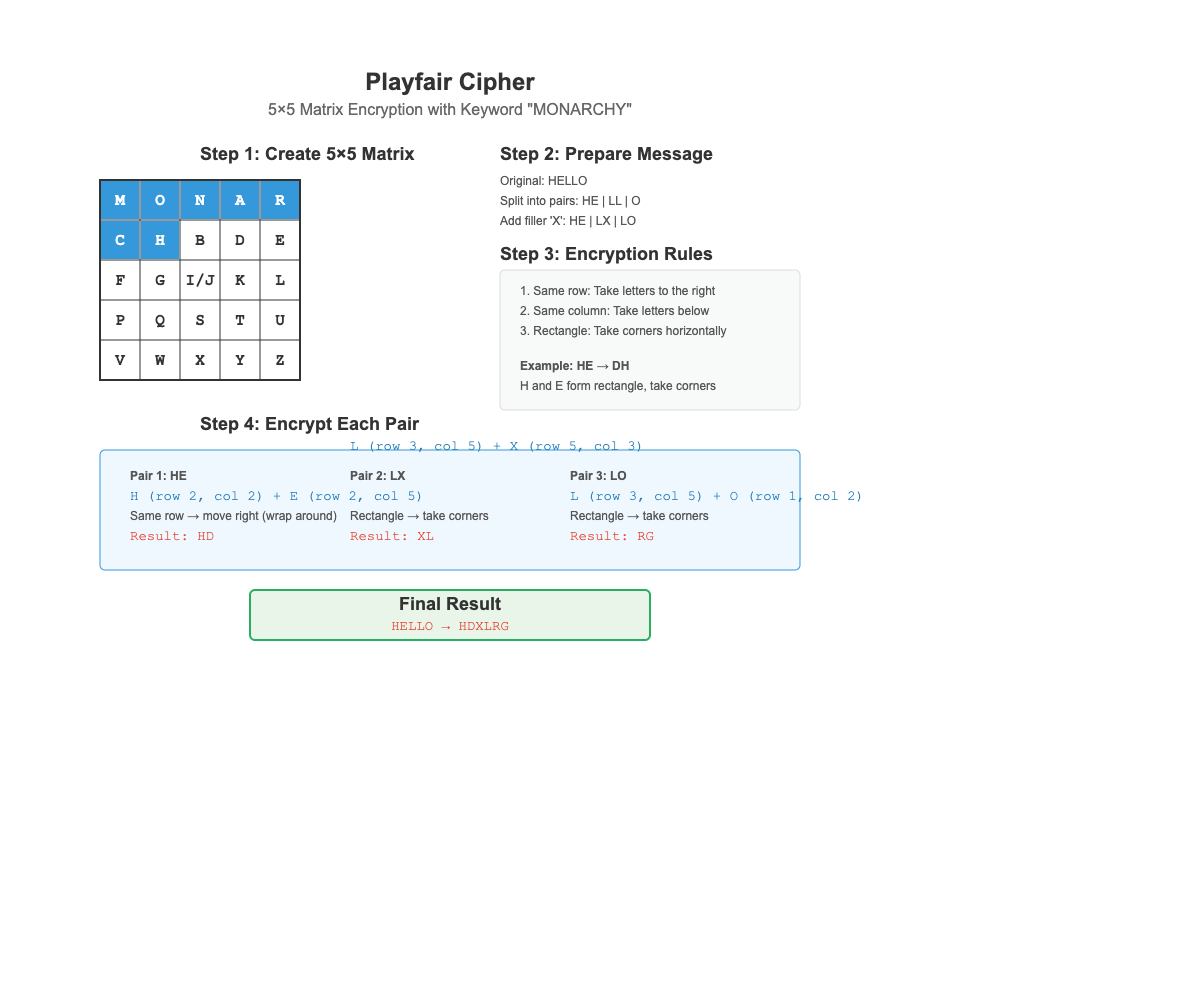 Playfair Cipher
5×5 Matrix Encryption with Keyword "MONARCHY"
Step 1: Create 5×5 Matrix
M O N A R
C H B D E
F G I/J K L
P Q S T U
V W X Y Z
Step 2: Prepare Message
Original: HELLO
Split into pairs: HE | LL | O
Add filler 'X': HE | LX | LO
Step 3: Encryption Rules
1. Same row: Take letters to the right
2. Same column: Take letters below
3. Rectangle: Take corners horizontally
Example: HE → DH
H and E form rectangle, take corners
Step 4: Encrypt Each Pair
Pair 1: HE
H (row 2, col 2) + E (row 2, col 5)
Same row → move right (wrap around)
Result: HD
L (row 3, col 5) + X (row 5, col 3)
Pair 2: LX
Rectangle → take corners
Result: XL
Pair 3: LO
L (row 3, col 5) + O (row 1, col 2)
Rectangle → take corners
Result: RG
Final Result
HELLO → HDXLRG